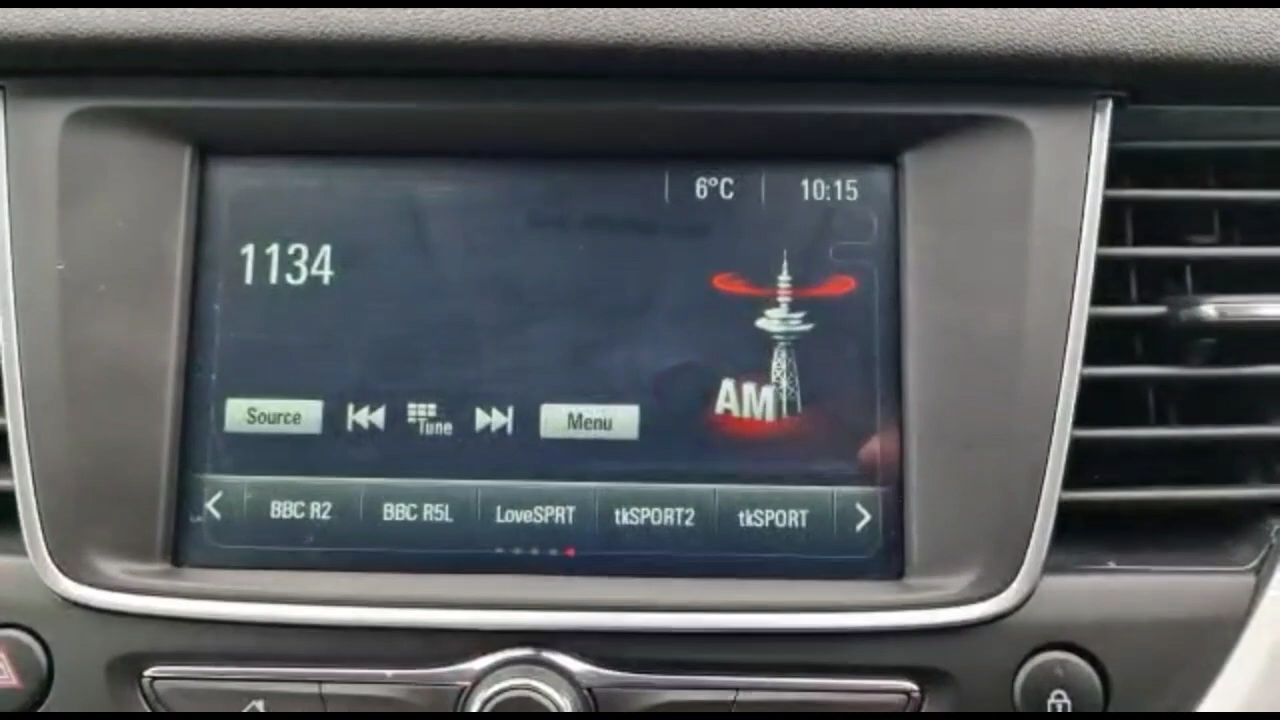 6°C 10:15
1134
AM
Source Tune Menu
BBC R2 BBC R5L LoveSPRT tkSPORT2 tkSPORT